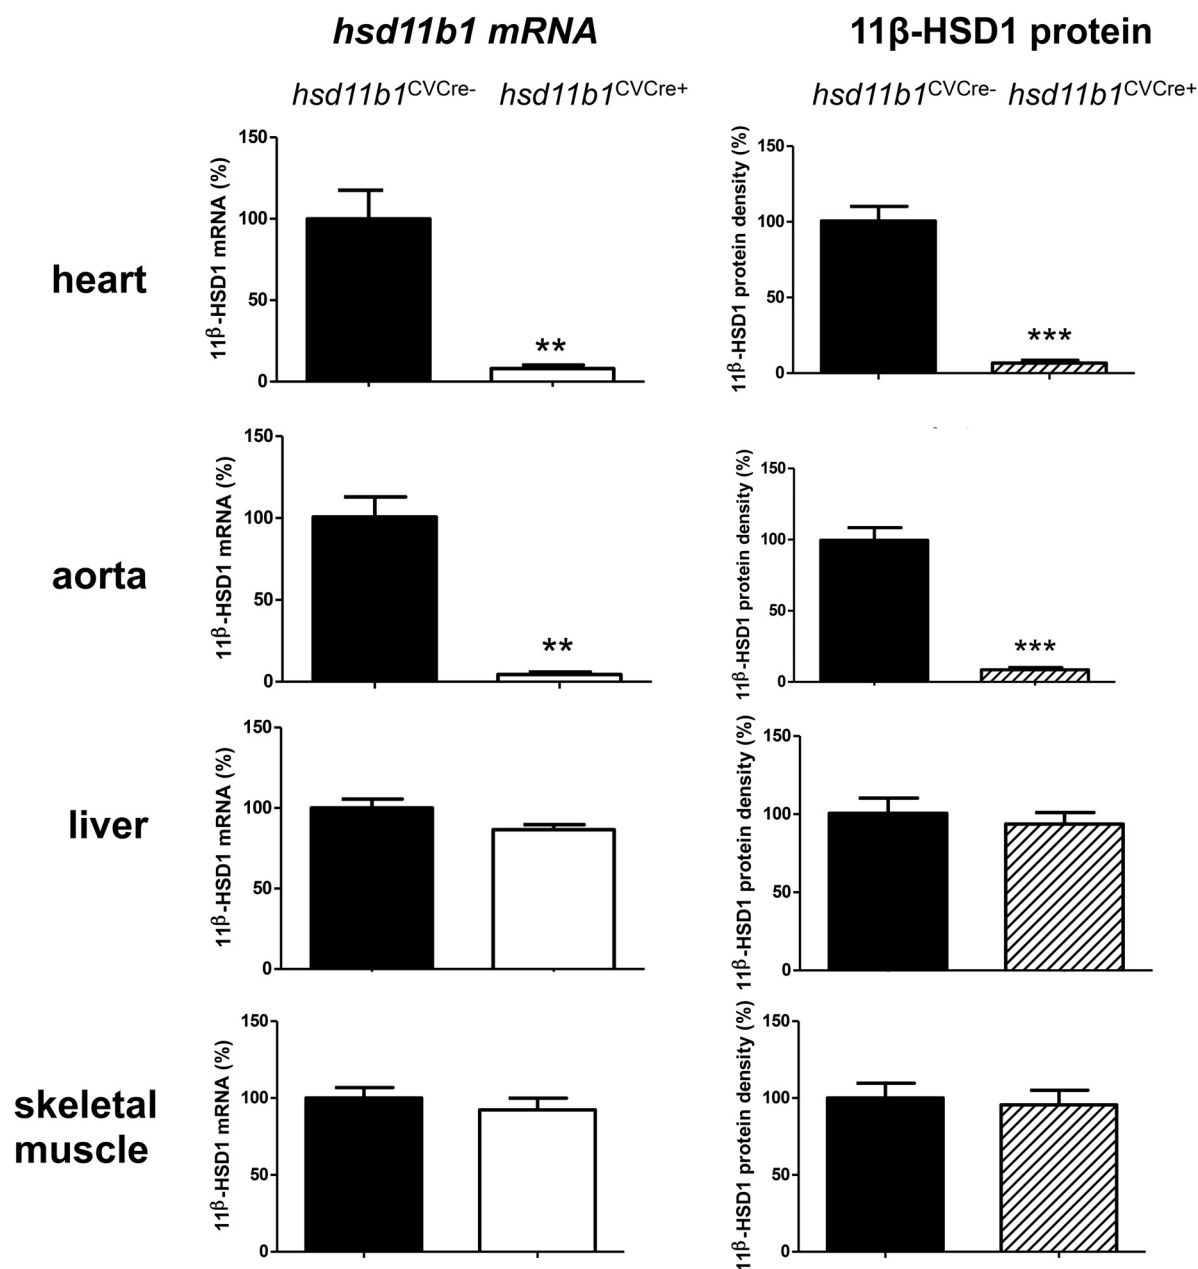 hsd11b1 mRNA 11β-HSD1 protein
hsd11b1CVCre- hsd11b1CVCre+ hsd11b1CVCre- hsd11b1CVCre+
heart
11β-HSD1 mRNA (%)
150
100
50
0
**
11β-HSD1 protein density (%)
150
100
50
0
***
aorta
11β-HSD1 mRNA (%)
150
100
50
0
**
11β-HSD1 protein density (%)
150
100
50
0
***
liver
11β-HSD1 mRNA (%)
150
100
50
0
11β-HSD1 protein density (%)
150
100
50
0
skeletal
muscle
11β-HSD1 mRNA (%)
150
100
50
0
11β-HSD1 protein density (%)
150
100
50
0